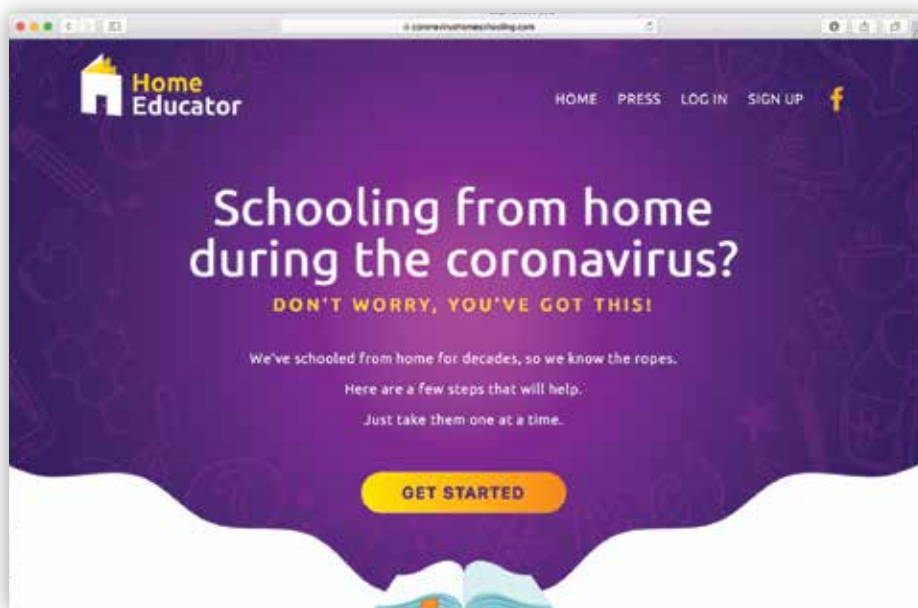 coronavirushomeschooling.com
Home
Educator
HOME PRESS LOG IN SIGN UP f
Schooling from home
during the coronavirus?
DON'T WORRY, YOU'VE GOT THIS!
We've schooled from home for decades, so we know the ropes.
Here are a few steps that will help.
Just take them one at a time.
GET STARTED